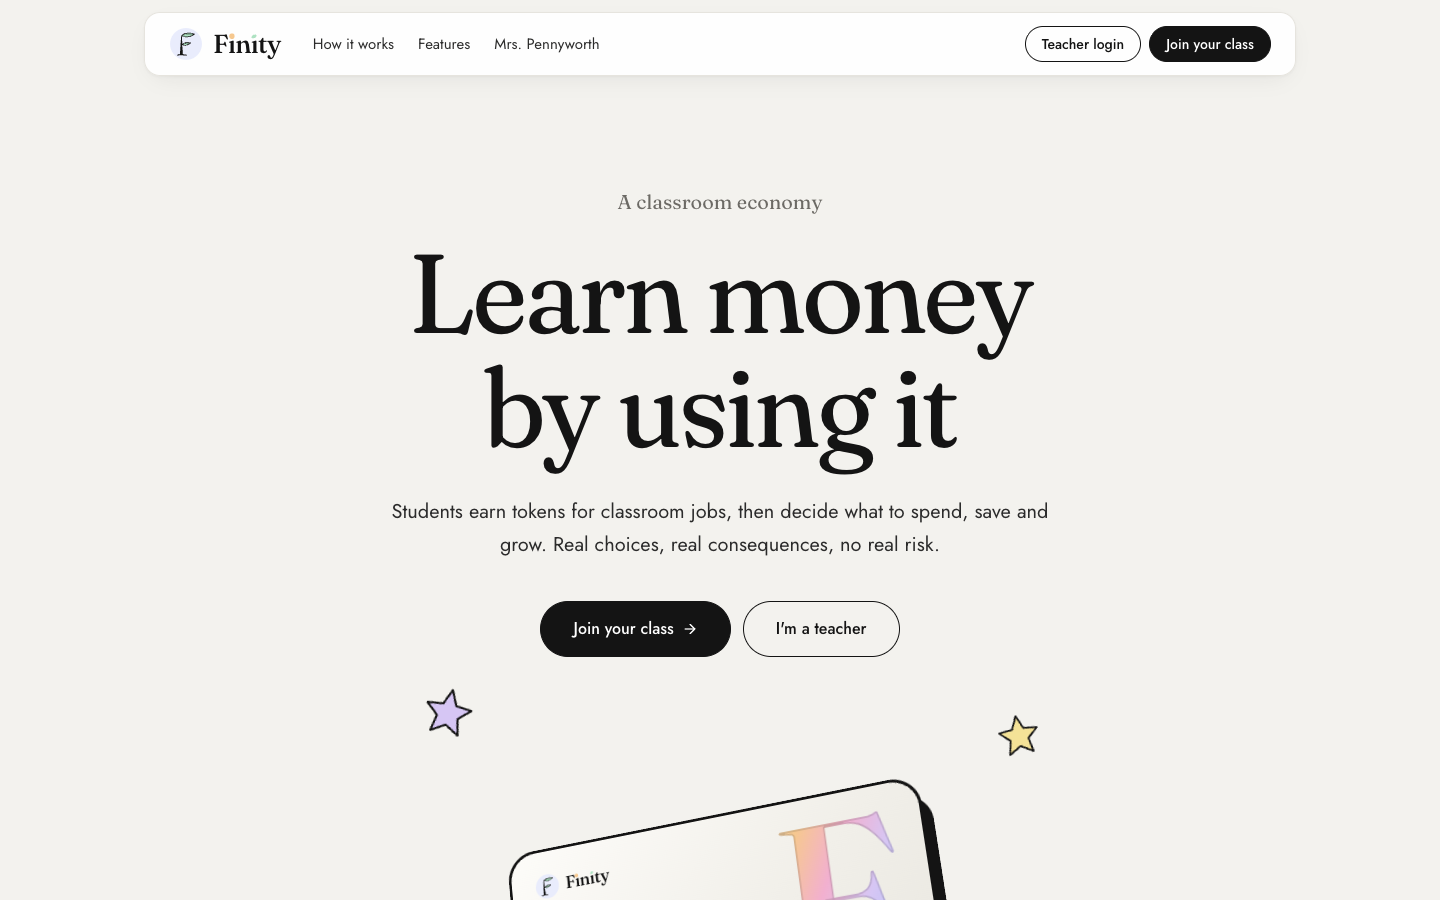 Finity
How it works
Features
Mrs. Pennyworth
Teacher login
Join your class
A classroom economy
Learn money
by using it
Students earn tokens for classroom jobs, then decide what to spend, save and
grow. Real choices, real consequences, no real risk.
Join your class →
I'm a teacher
F
Finity